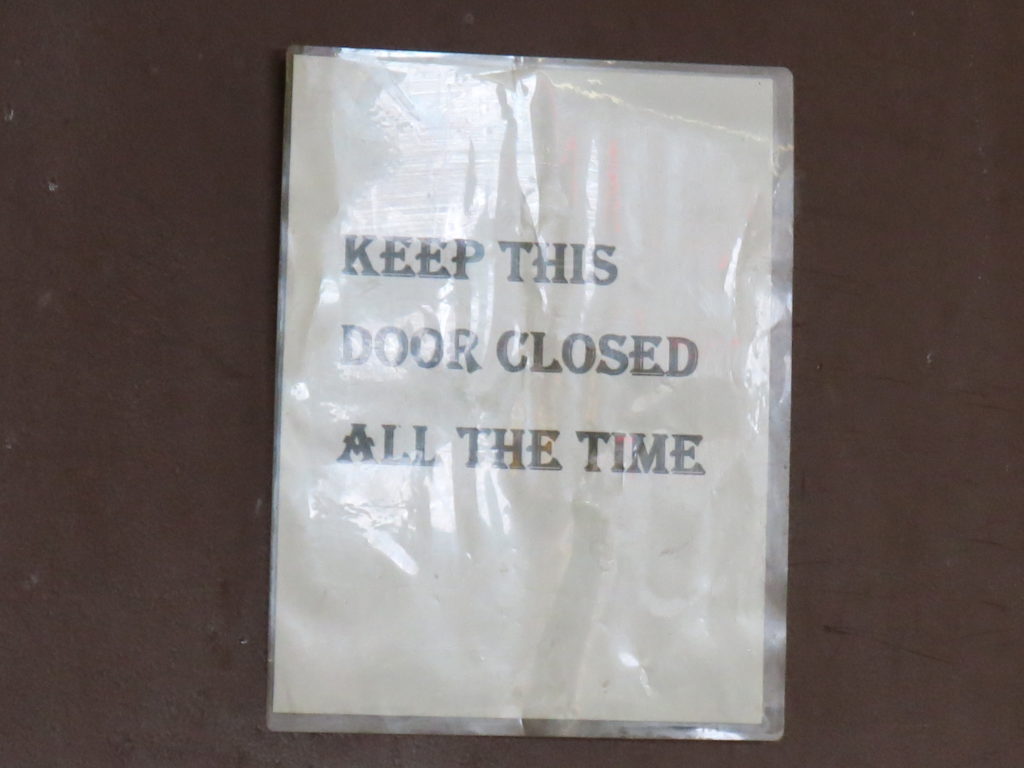 KEEP THIS
DOOR CLOSED
ALL THE TIME